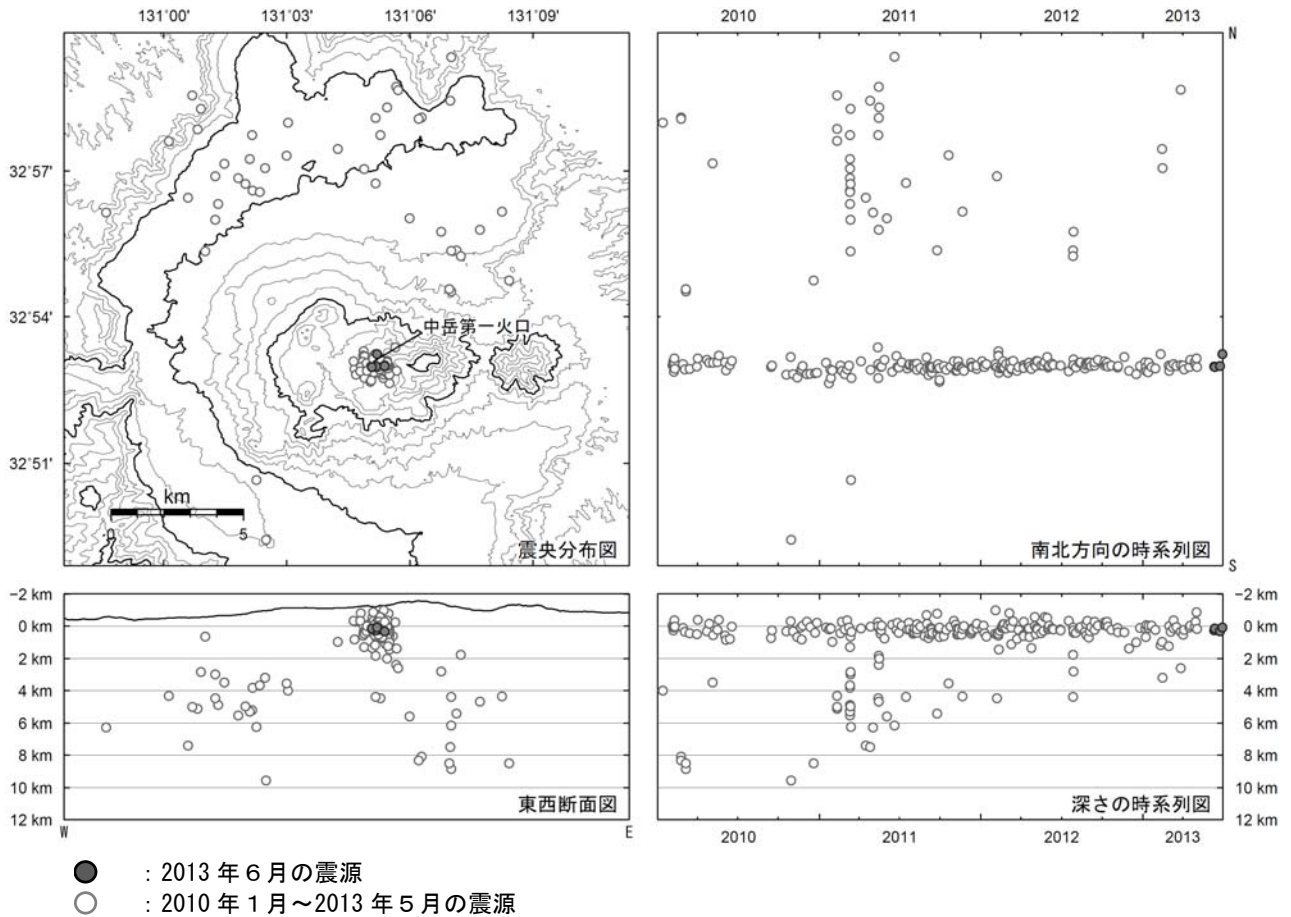 131°00′ 131°03′ 131°06′ 131°09′
2010 2011 2012 2013
N
32°57′
32°54′
中岳第一火口
32°51′
km
0 5
震央分布図
南北方向の時系列図
S
−2 km
0 km
2 km
4 km
6 km
8 km
10 km
12 km
東西断面図
W E
−2 km
0 km
2 km
4 km
6 km
8 km
10 km
12 km
深さの時系列図
2010 2011 2012 2013
：2013 年６月の震源
：2010 年１月～2013 年５月の震源